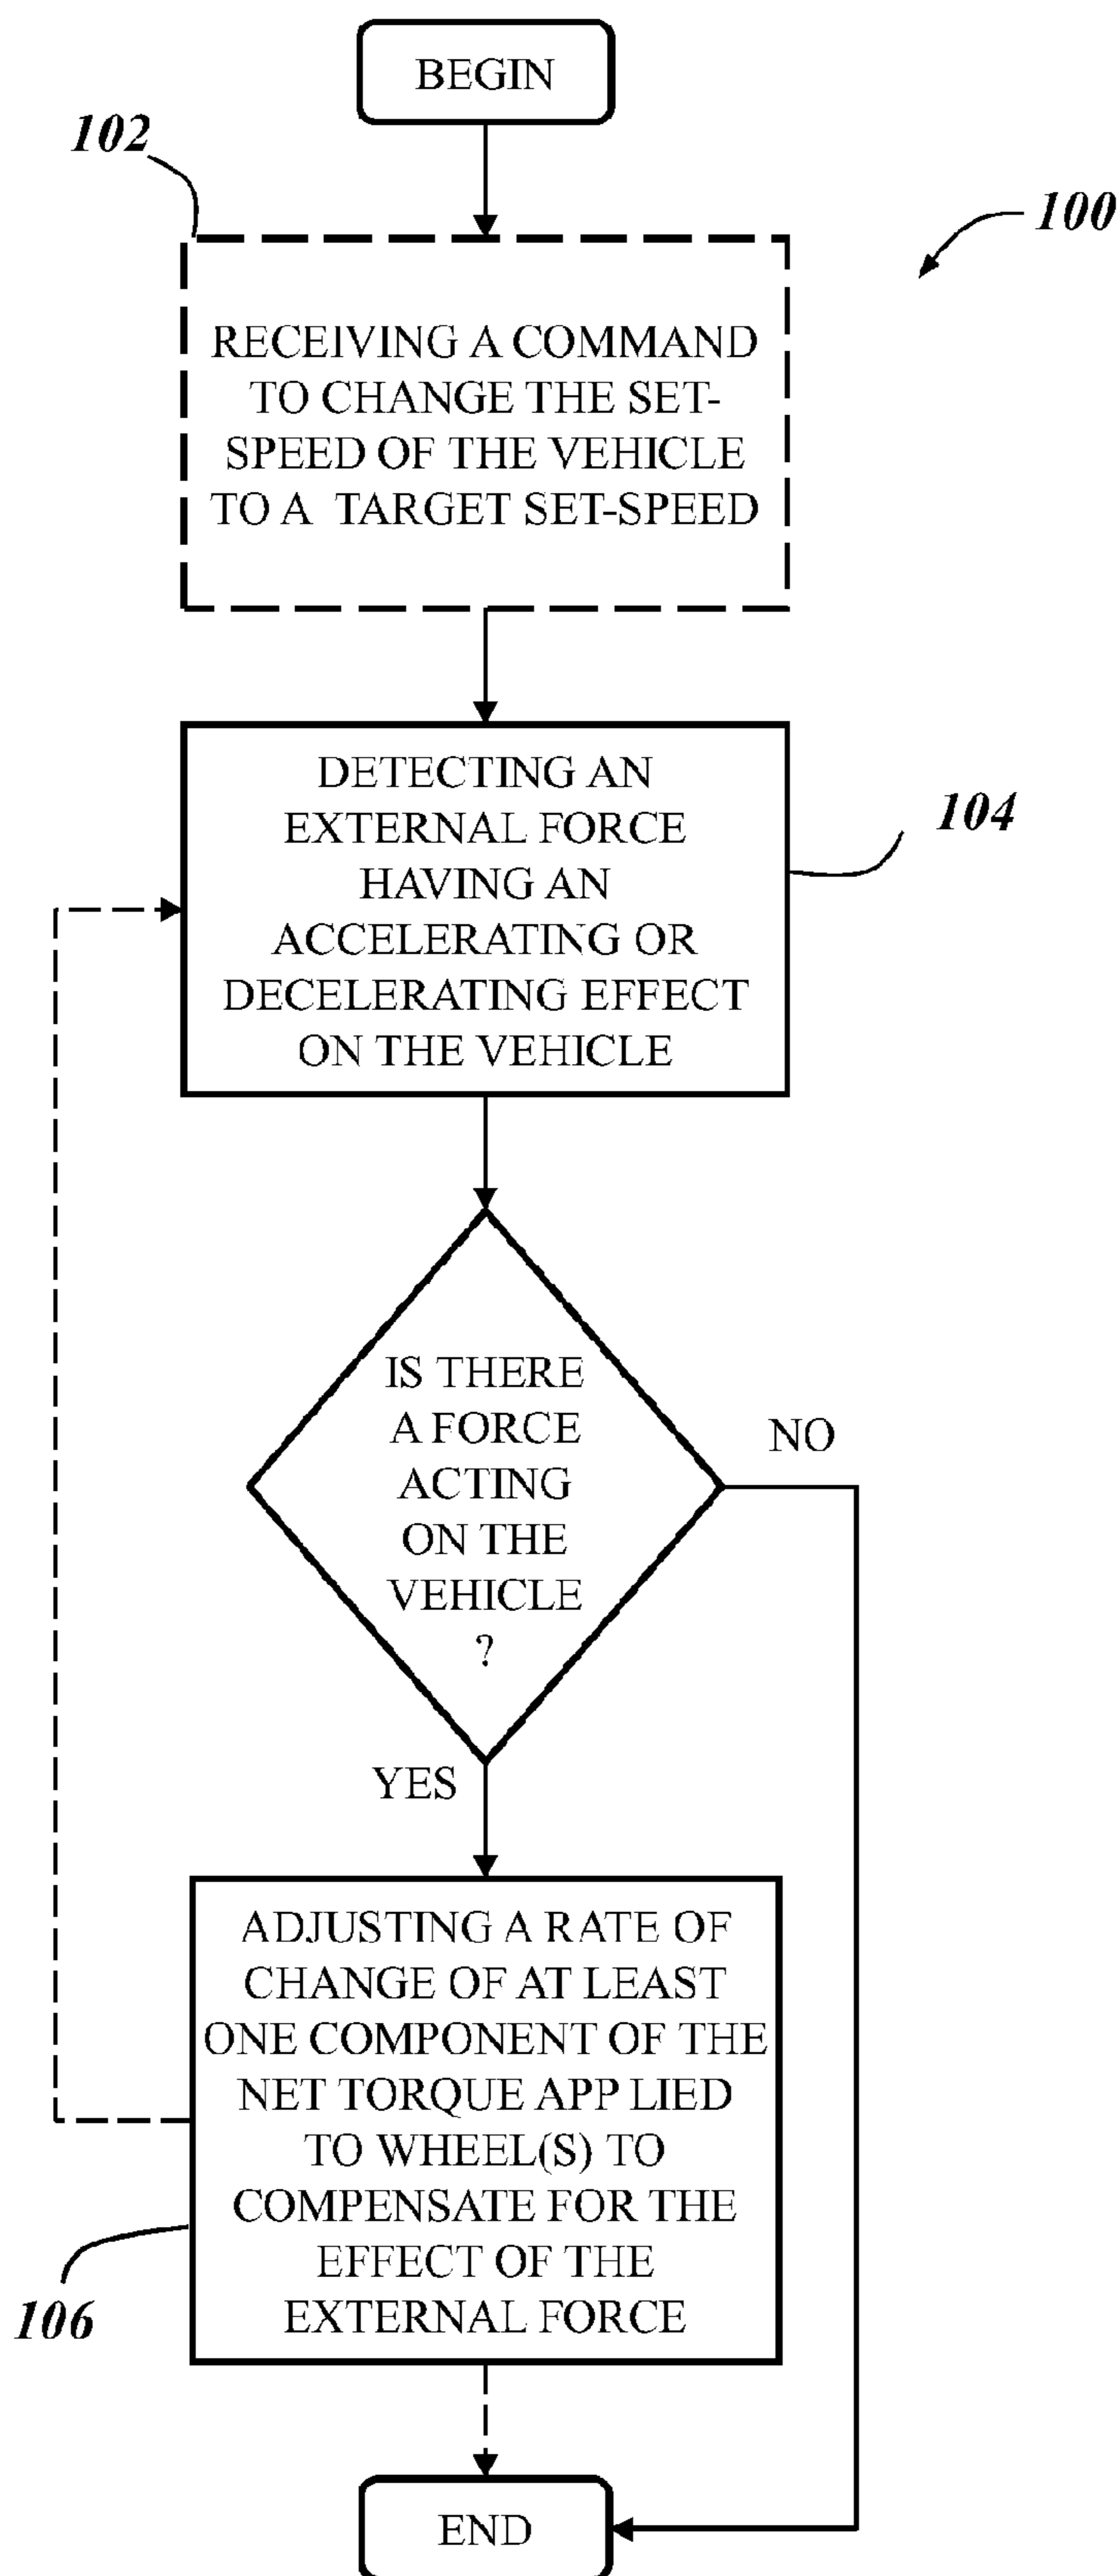 BEGIN
102
100
RECEIVING A COMMAND
TO CHANGE THE SET-
SPEED OF THE VEHICLE
TO A TARGET SET-SPEED
DETECTING AN
EXTERNAL FORCE
HAVING AN
ACCELERATING OR
DECELERATING EFFECT
ON THE VEHICLE
104
IS THERE
A FORCE
ACTING
ON THE
VEHICLE
?
NO
YES
ADJUSTING A RATE OF
CHANGE OF AT LEAST
ONE COMPONENT OF THE
NET TORQUE APP LIED
TO WHEEL(S) TO
COMPENSATE FOR THE
EFFECT OF THE
EXTERNAL FORCE
106
END